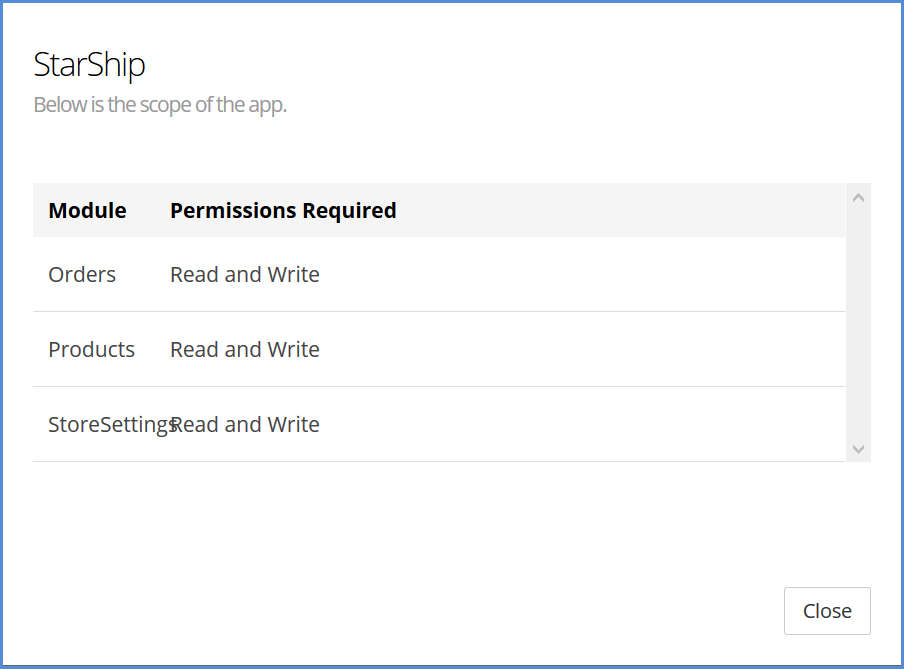 StarShip
Below is the scope of the app.
Module Permissions Required
Orders Read and Write
Products Read and Write
StoreSettings Read and Write
Close